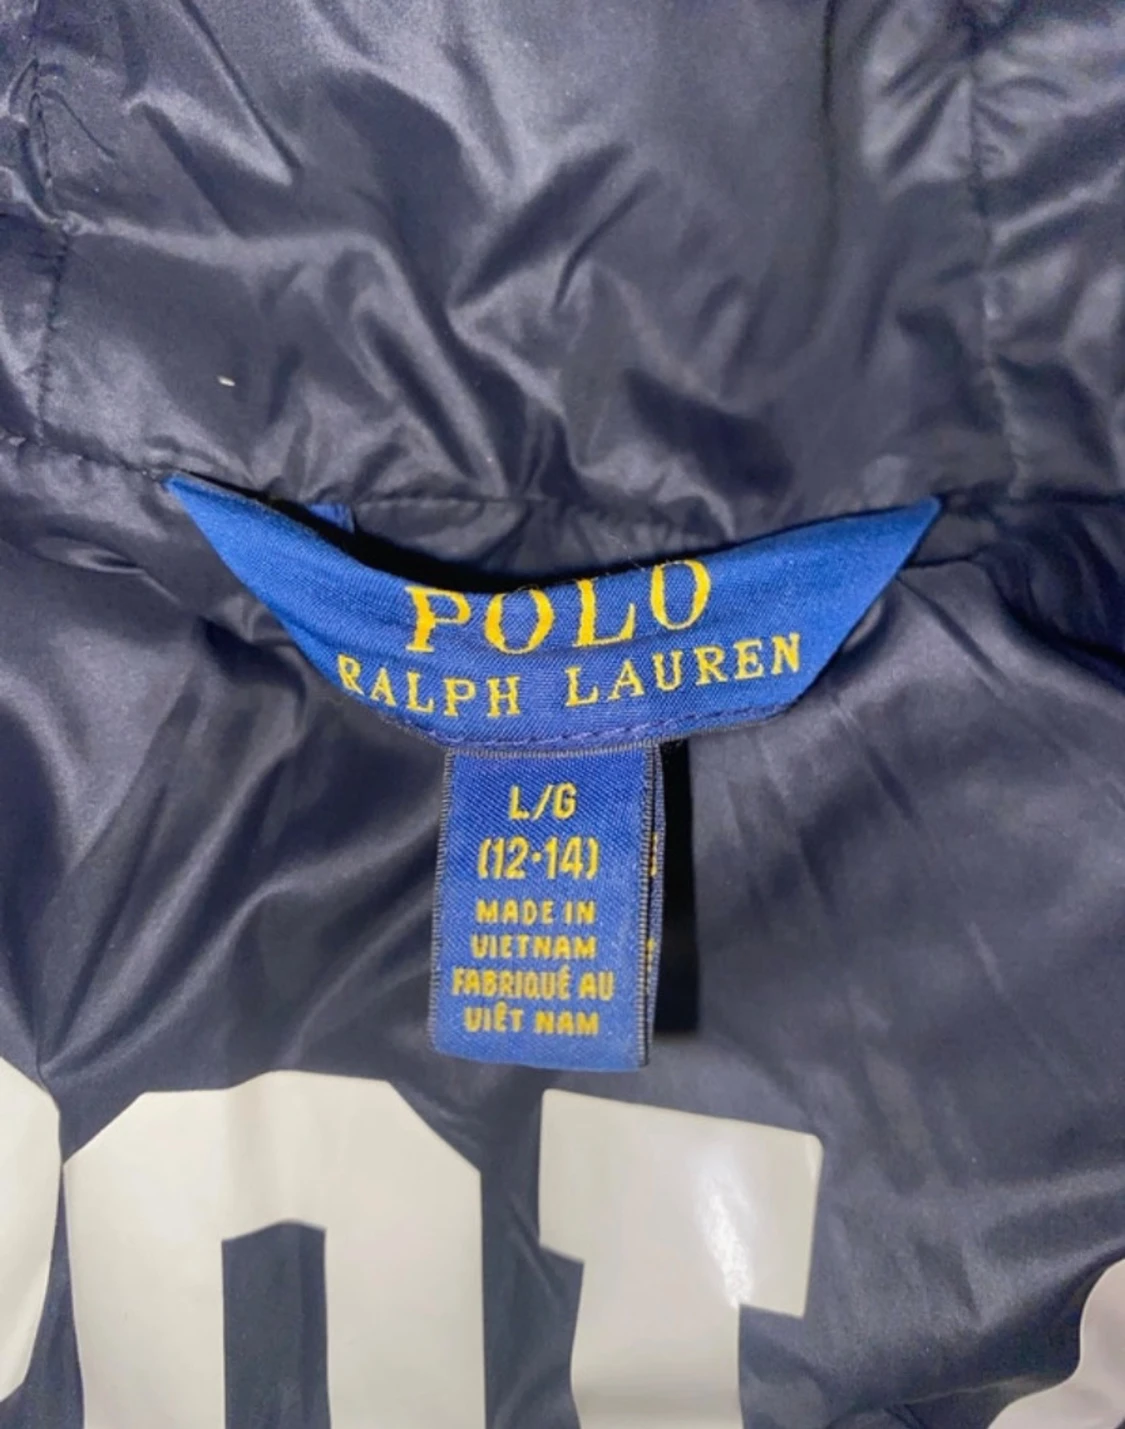 POLO
RALPH LAUREN
L/G
(12-14)
MADE IN
VIETNAM
FABRIQUÉ AU
VIÊT NAM